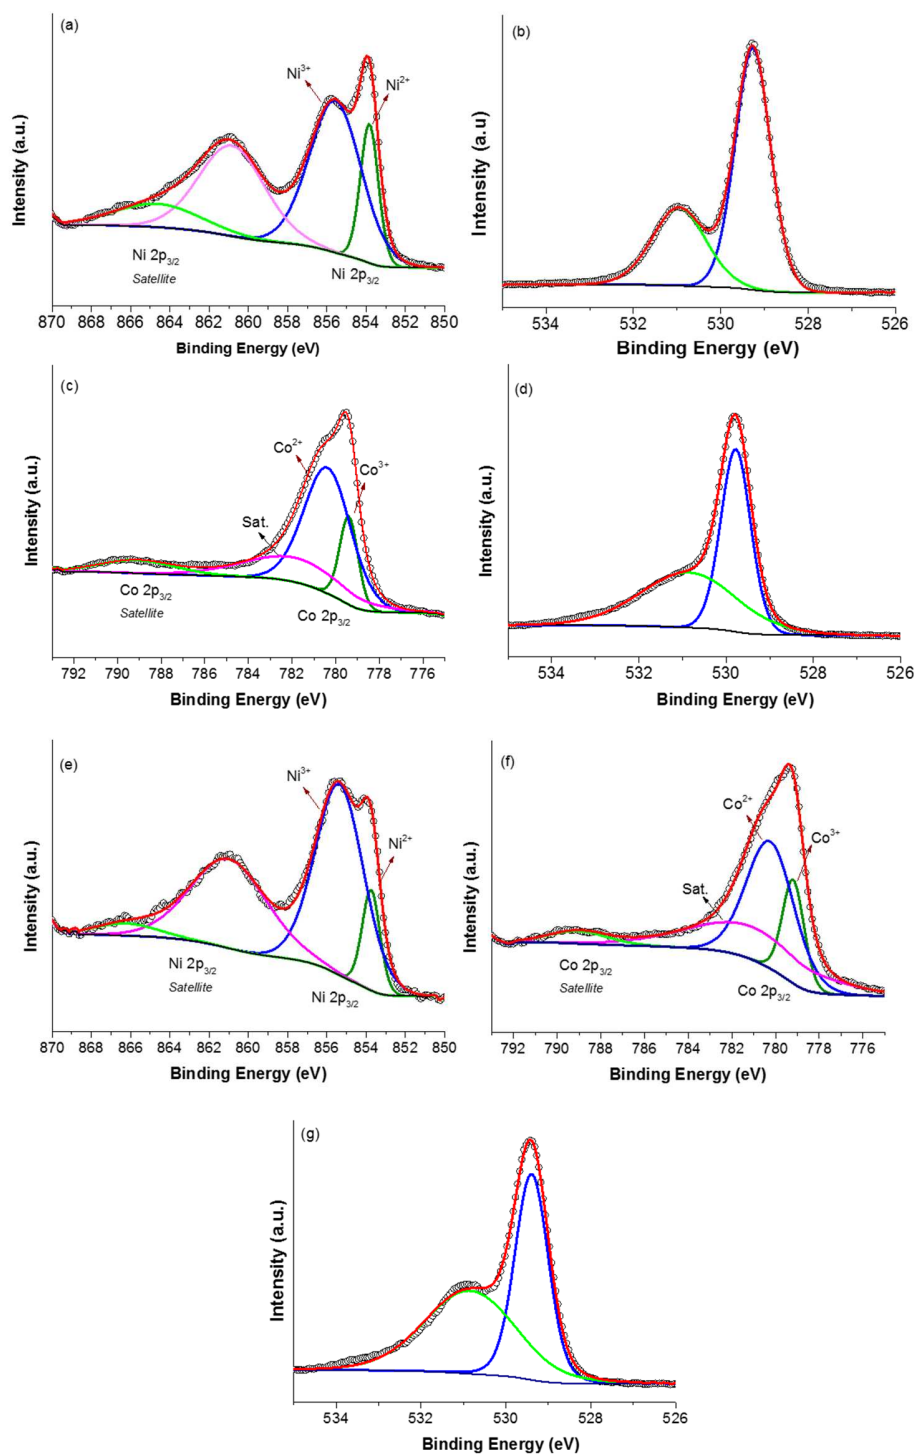 (a)
Ni3+
Ni2+
Intensity (a.u.)
Ni 2p3/2
Satellite
Ni 2p3/2
870 868 866 864 862 860 858 856 854 852 850
Binding Energy (eV)
(b)
Intensity (a.u)
534 532 530 528 526
Binding Energy (eV)
(c)
Co2+
Co3+
Sat.
Intensity (a.u.)
Co 2p3/2
Satellite
Co 2p3/2
792 790 788 786 784 782 780 778 776
Binding Energy (eV)
(d)
Intensity (a.u.)
534 532 530 528 526
Binding Energy (eV)
(e)
Ni3+
Ni2+
Intensity (a.u.)
Ni 2p3/2
Satellite
Ni 2p3/2
870 868 866 864 862 860 858 856 854 852 850
Binding Energy (eV)
(f)
Co2+
Co3+
Sat.
Intensity (a.u.)
Co 2p3/2
Satellite
Co 2p3/2
792 790 788 786 784 782 780 778 776
Binding Energy (eV)
(g)
Intensity (a.u.)
534 532 530 528 526
Binding Energy (eV)